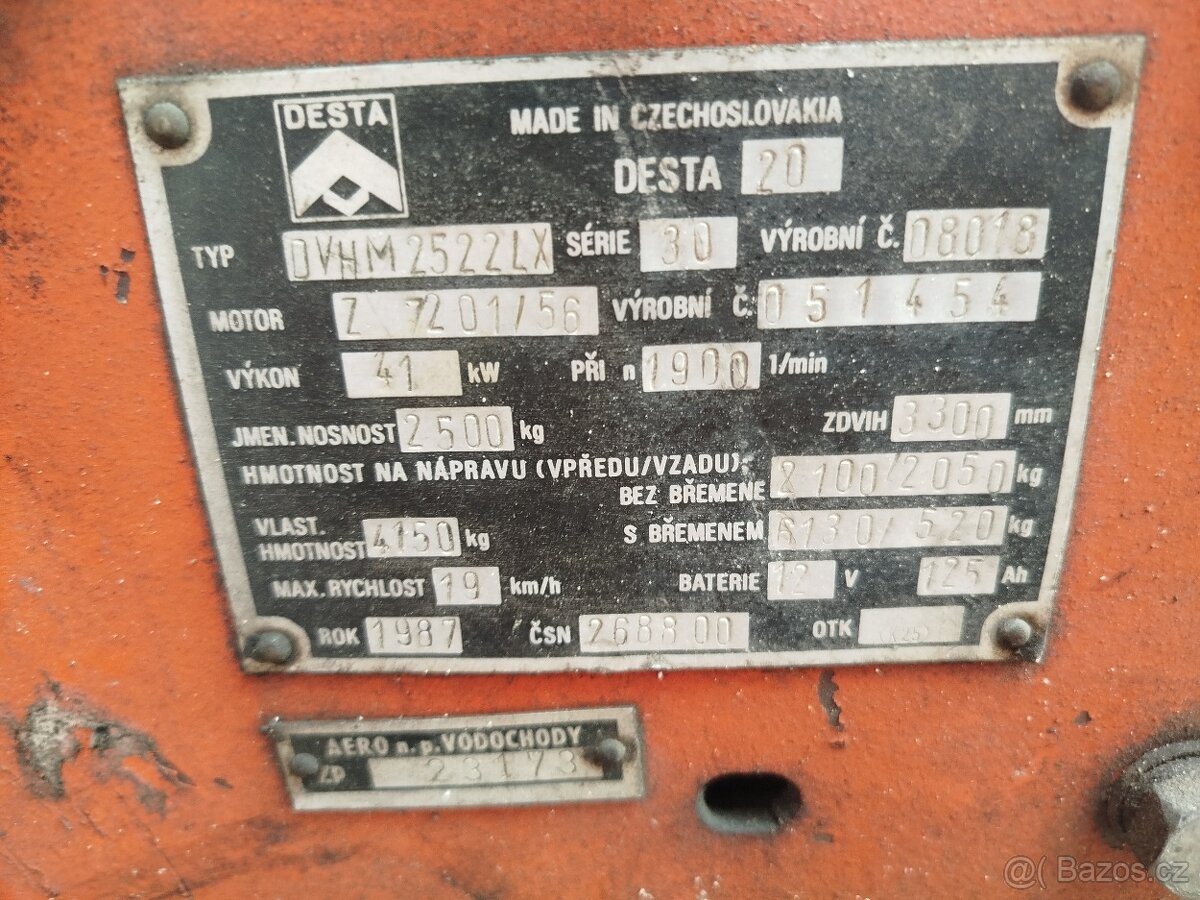 DESTA
MADE IN CZECHOSLOVAKIA
DESTA 20
TYP DVHM2522LX SÉRIE 30 VÝROBNÍ Č. 08018
MOTOR Z 7201/56 VÝROBNÍ Č. 051454
VÝKON 41 kW PŘI n 1900 1/min
JMEN. NOSNOST 2500 kg ZDVIH 3300 mm
HMOTNOST NA NÁPRAVU (VPŘEDU/VZADU):
BEZ BŘEMENE 2100/2050 kg
VLAST. HMOTNOST 4150 kg S BŘEMENEM 6130/520 kg
MAX. RYCHLOST 19 km/h BATERIE 12 V 125 Ah
ROK 1987 ČSN 268800 OTK
AERO n.p. VODOCHODY
ZP 23173
@ Bazos.cz